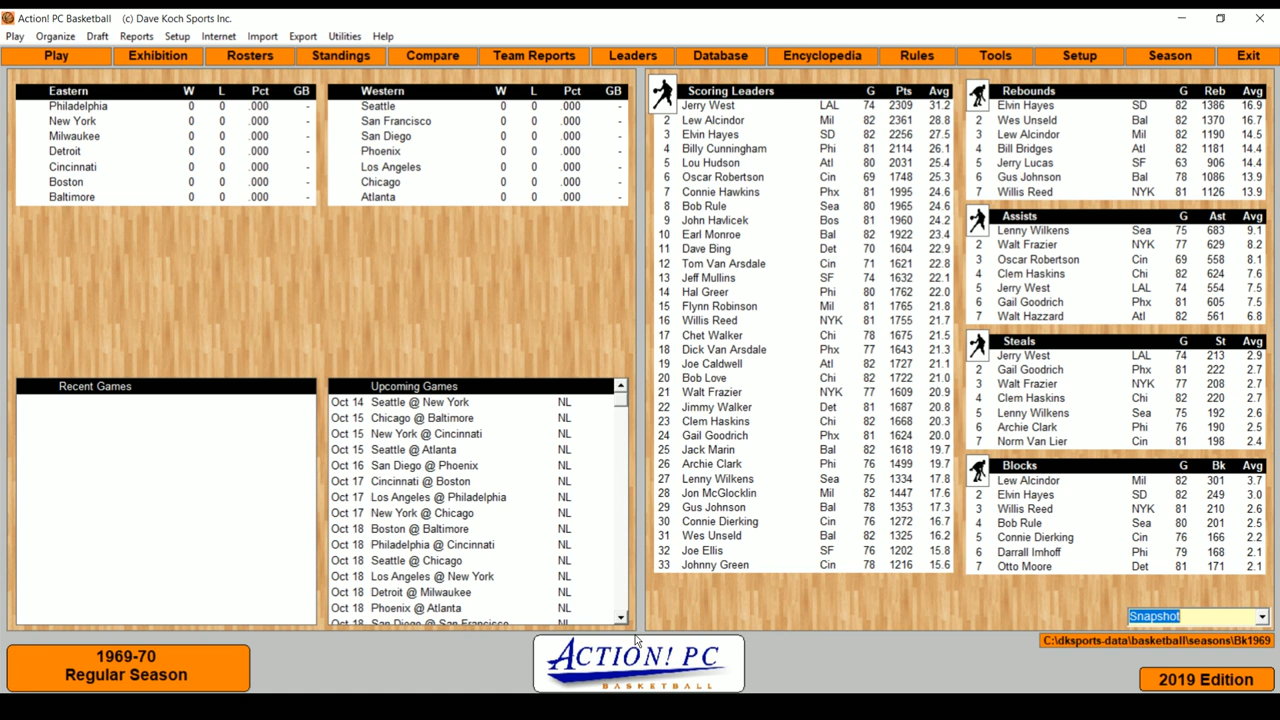 Action! PC Basketball (c) Dave Koch Sports Inc.
Play Organize Draft Reports Setup Internet Import Export Utilities Help
Play Exhibition Rosters Standings Compare Team Reports Leaders Database Encyclopedia Rules Tools Setup Season Exit
Eastern W L Pct GB
Philadelphia 0 0 .000 -
New York 0 0 .000 -
Milwaukee 0 0 .000 -
Detroit 0 0 .000 -
Cincinnati 0 0 .000 -
Boston 0 0 .000 -
Baltimore 0 0 .000 -
Western W L Pct GB
Seattle 0 0 .000 -
San Francisco 0 0 .000 -
San Diego 0 0 .000 -
Phoenix 0 0 .000 -
Los Angeles 0 0 .000 -
Chicago 0 0 .000 -
Atlanta 0 0 .000 -
Recent Games
Upcoming Games
Oct 14 Seattle @ New York NL
Oct 15 Chicago @ Baltimore NL
Oct 15 New York @ Cincinnati NL
Oct 15 Seattle @ Atlanta NL
Oct 16 San Diego @ Phoenix NL
Oct 17 Cincinnati @ Boston NL
Oct 17 Los Angeles @ Philadelphia NL
Oct 17 New York @ Chicago NL
Oct 18 Boston @ Baltimore NL
Oct 18 Philadelphia @ Cincinnati NL
Oct 18 Seattle @ Chicago NL
Oct 18 Los Angeles @ New York NL
Oct 18 Detroit @ Milwaukee NL
Oct 18 Phoenix @ Atlanta NL
Oct 18 San Diego @ San Francisco NL
Scoring Leaders G Pts Avg
Jerry West LAL 74 2309 31.2
2 Lew Alcindor Mil 82 2361 28.8
3 Elvin Hayes SD 82 2256 27.5
4 Billy Cunningham Phi 81 2114 26.1
5 Lou Hudson Atl 80 2031 25.4
6 Oscar Robertson Cin 69 1748 25.3
7 Connie Hawkins Phx 81 1995 24.6
8 Bob Rule Sea 80 1965 24.6
9 John Havlicek Bos 81 1960 24.2
10 Earl Monroe Bal 82 1922 23.4
11 Dave Bing Det 70 1604 22.9
12 Tom Van Arsdale Cin 71 1621 22.8
13 Jeff Mullins SF 74 1632 22.1
14 Hal Greer Phi 80 1762 22.0
15 Flynn Robinson Mil 81 1765 21.8
16 Willis Reed NYK 81 1755 21.7
17 Chet Walker Chi 78 1675 21.5
18 Dick Van Arsdale Phx 77 1643 21.3
19 Joe Caldwell Atl 82 1727 21.1
20 Bob Love Chi 82 1722 21.0
21 Walt Frazier NYK 77 1609 20.9
22 Jimmy Walker Det 81 1687 20.8
23 Clem Haskins Chi 82 1668 20.3
24 Gail Goodrich Phx 81 1624 20.0
25 Jack Marin Bal 82 1618 19.7
26 Archie Clark Phi 76 1499 19.7
27 Lenny Wilkens Sea 75 1334 17.8
28 Jon McGlocklin Mil 82 1447 17.6
29 Gus Johnson Bal 78 1353 17.3
30 Connie Dierking Cin 76 1272 16.7
31 Wes Unseld Bal 82 1325 16.2
32 Joe Ellis SF 76 1202 15.8
33 Johnny Green Cin 78 1216 15.6
Rebounds G Reb Avg
Elvin Hayes SD 82 1386 16.9
2 Wes Unseld Bal 82 1370 16.7
3 Lew Alcindor Mil 82 1190 14.5
4 Bill Bridges Atl 82 1181 14.4
5 Jerry Lucas SF 63 906 14.4
6 Gus Johnson Bal 78 1086 13.9
7 Willis Reed NYK 81 1126 13.9
Assists G Ast Avg
Lenny Wilkens Sea 75 683 9.1
2 Walt Frazier NYK 77 629 8.2
3 Oscar Robertson Cin 69 558 8.1
4 Clem Haskins Chi 82 624 7.6
5 Jerry West LAL 74 554 7.5
6 Gail Goodrich Phx 81 605 7.5
7 Walt Hazzard Atl 82 561 6.8
Steals G St Avg
Jerry West LAL 74 213 2.9
2 Gail Goodrich Phx 81 222 2.7
3 Walt Frazier NYK 77 208 2.7
4 Clem Haskins Chi 82 220 2.7
5 Lenny Wilkens Sea 75 192 2.6
6 Archie Clark Phi 76 190 2.5
7 Norm Van Lier Cin 81 198 2.4
Blocks G Bk Avg
Lew Alcindor Mil 82 301 3.7
2 Elvin Hayes SD 82 249 3.0
3 Willis Reed NYK 81 210 2.6
4 Bob Rule Sea 80 201 2.5
5 Connie Dierking Cin 76 166 2.2
6 Darrall Imhoff Phi 79 168 2.1
7 Otto Moore Det 81 171 2.1
Snapshot
C:\dksports-data\basketball\seasons\Bk1969
1969-70
Regular Season
ACTION! PC
BASKETBALL
2019 Edition